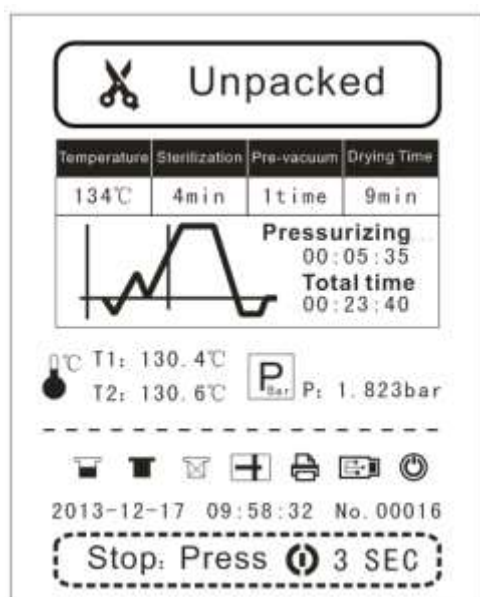 Unpacked
Temperature Sterilization Pre-vacuum Drying Time
134℃ 4min 1time 9min
Pressurizing...
00:05:35
Total time
00:23:40
℃ T1: 130.4℃
T2: 130.6℃
P Bar P: 1.823bar
2013-12-17 09:58:32 No.00016
Stop: Press 3 SEC